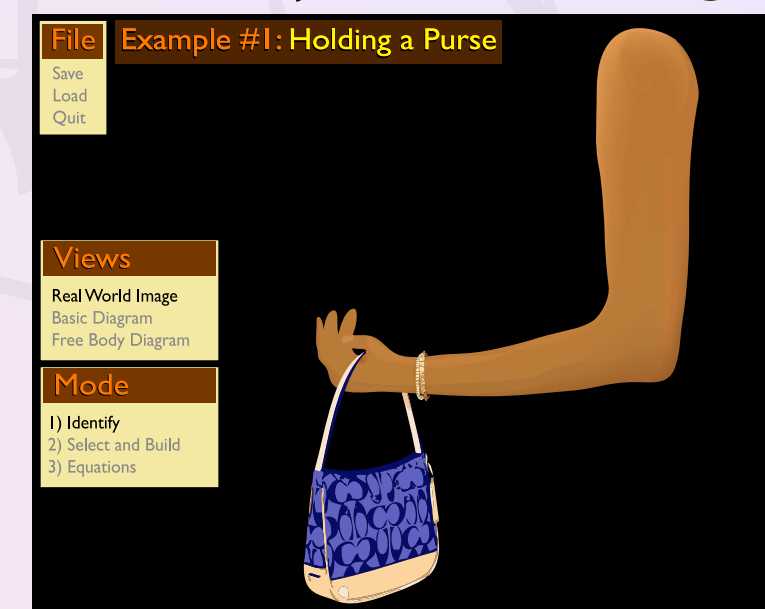 File
Example #1: Holding a Purse
Save
Load
Quit
Views
Real World Image
Basic Diagram
Free Body Diagram
Mode
1) Identify
2) Select and Build
3) Equations